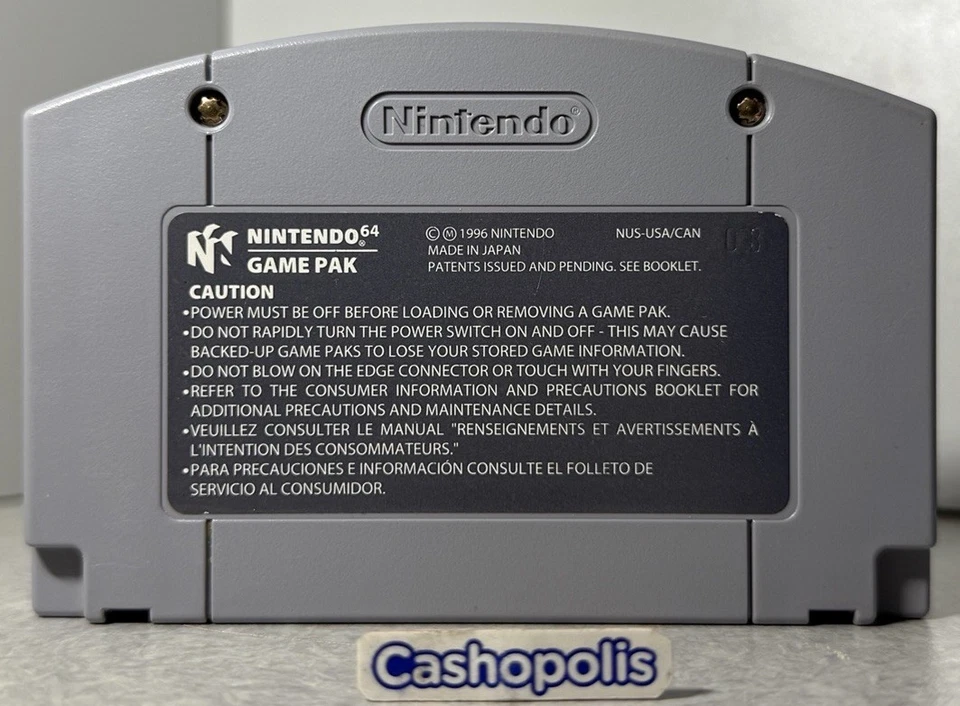 Nintendo®
NINTENDO®64
GAME PAK
©Ⓜ 1996 NINTENDO
MADE IN JAPAN
PATENTS ISSUED AND PENDING. SEE BOOKLET.
NUS-USA/CAN
CAUTION
•POWER MUST BE OFF BEFORE LOADING OR REMOVING A GAME PAK.
•DO NOT RAPIDLY TURN THE POWER SWITCH ON AND OFF - THIS MAY CAUSE
BACKED-UP GAME PAKS TO LOSE YOUR STORED GAME INFORMATION.
•DO NOT BLOW ON THE EDGE CONNECTOR OR TOUCH WITH YOUR FINGERS.
•REFER TO THE CONSUMER INFORMATION AND PRECAUTIONS BOOKLET FOR
ADDITIONAL PRECAUTIONS AND MAINTENANCE DETAILS.
•VEUILLEZ CONSULTER LE MANUAL "RENSEIGNEMENTS ET AVERTISSEMENTS À
L'INTENTION DES CONSOMMATEURS."
•PARA PRECAUCIONES E INFORMACIÓN CONSULTE EL FOLLETO DE
SERVICIO AL CONSUMIDOR.
Cashopolis